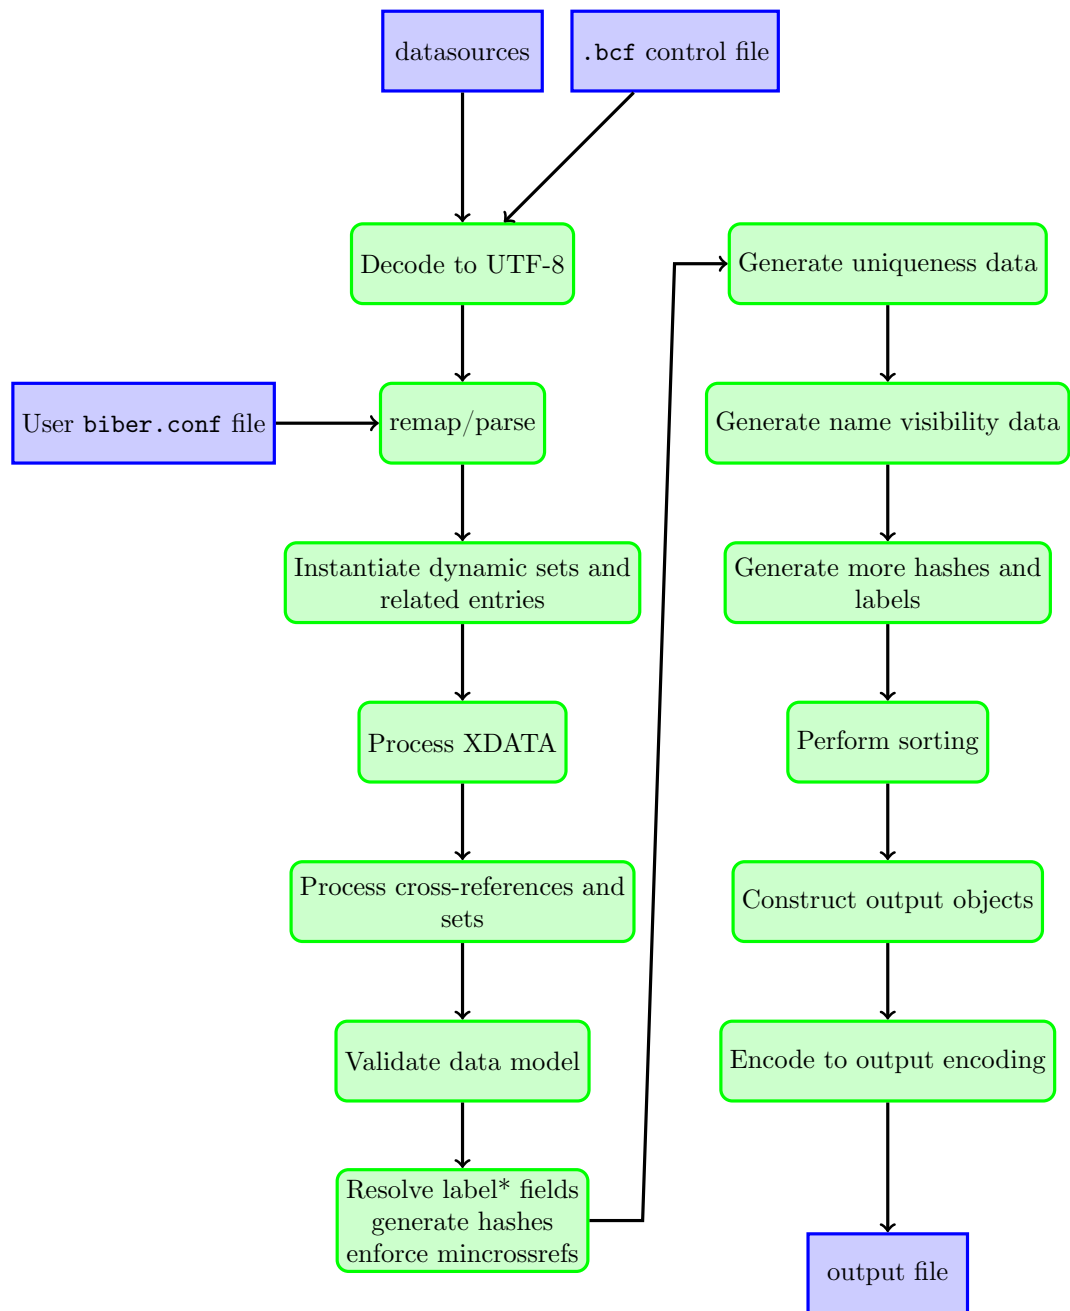 datasources
.bcf control file
Decode to UTF-8
User biber.conf file
remap/parse
Instantiate dynamic sets and
related entries
Process XDATA
Process cross-references and
sets
Validate data model
Resolve label* fields
generate hashes
enforce mincrossrefs
Generate uniqueness data
Generate name visibility data
Generate more hashes and
labels
Perform sorting
Construct output objects
Encode to output encoding
output file